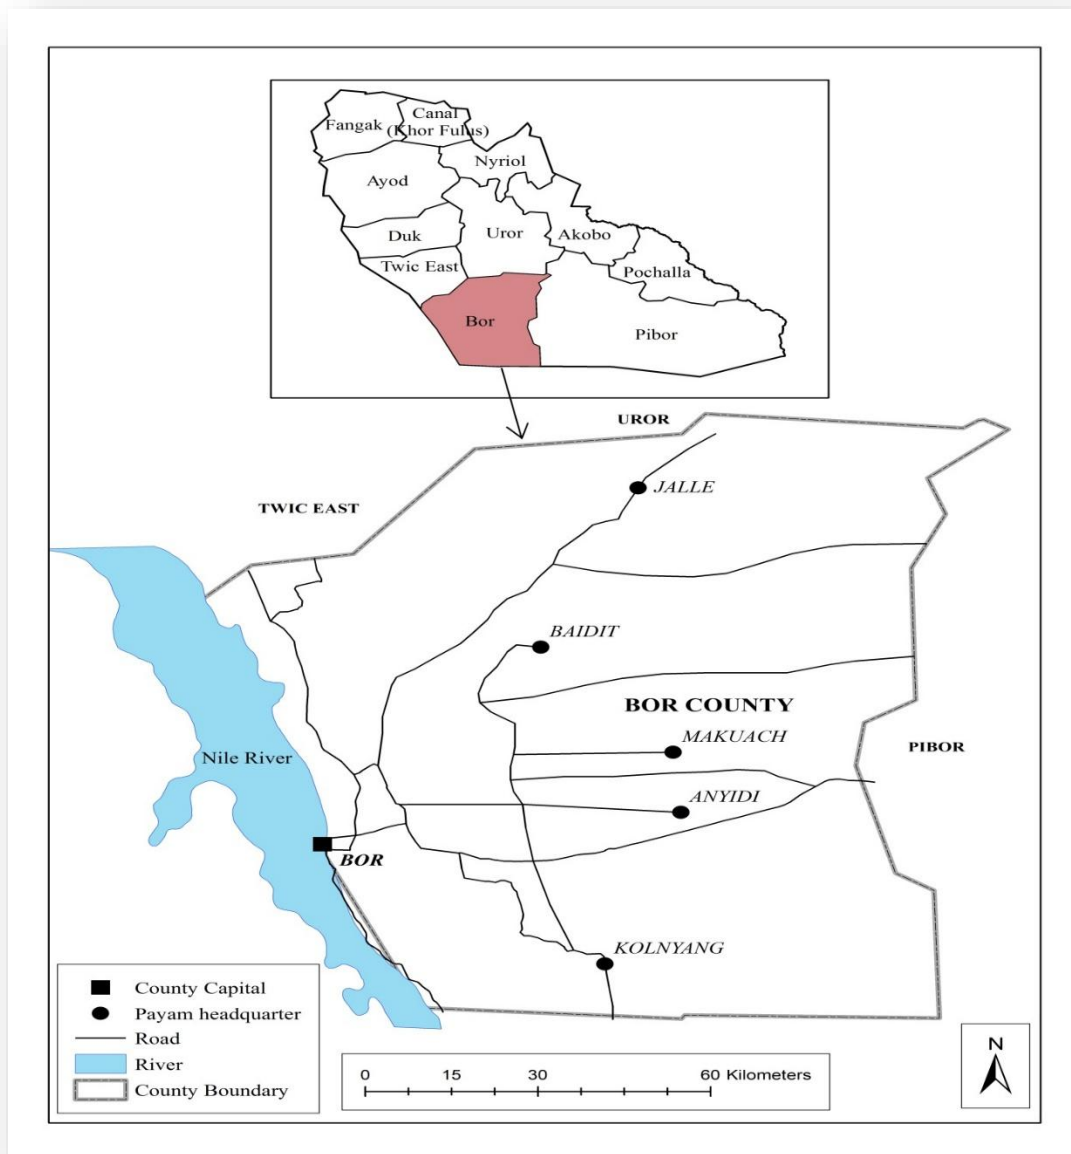 Fangak
Canal
(Khor Fulus)
Nyriol
Ayod
Duk
Uror
Akobo
Twic East
Pochalla
Bor
Pibor
UROR
JALLE
TWIC EAST
BAIDIT
BOR COUNTY
MAKUACH
PIBOR
Nile River
ANYIDI
BOR
KOLNYANG
County Capital
Payam headquarter
Road
River
County Boundary
0 15 30 60 Kilometers
N